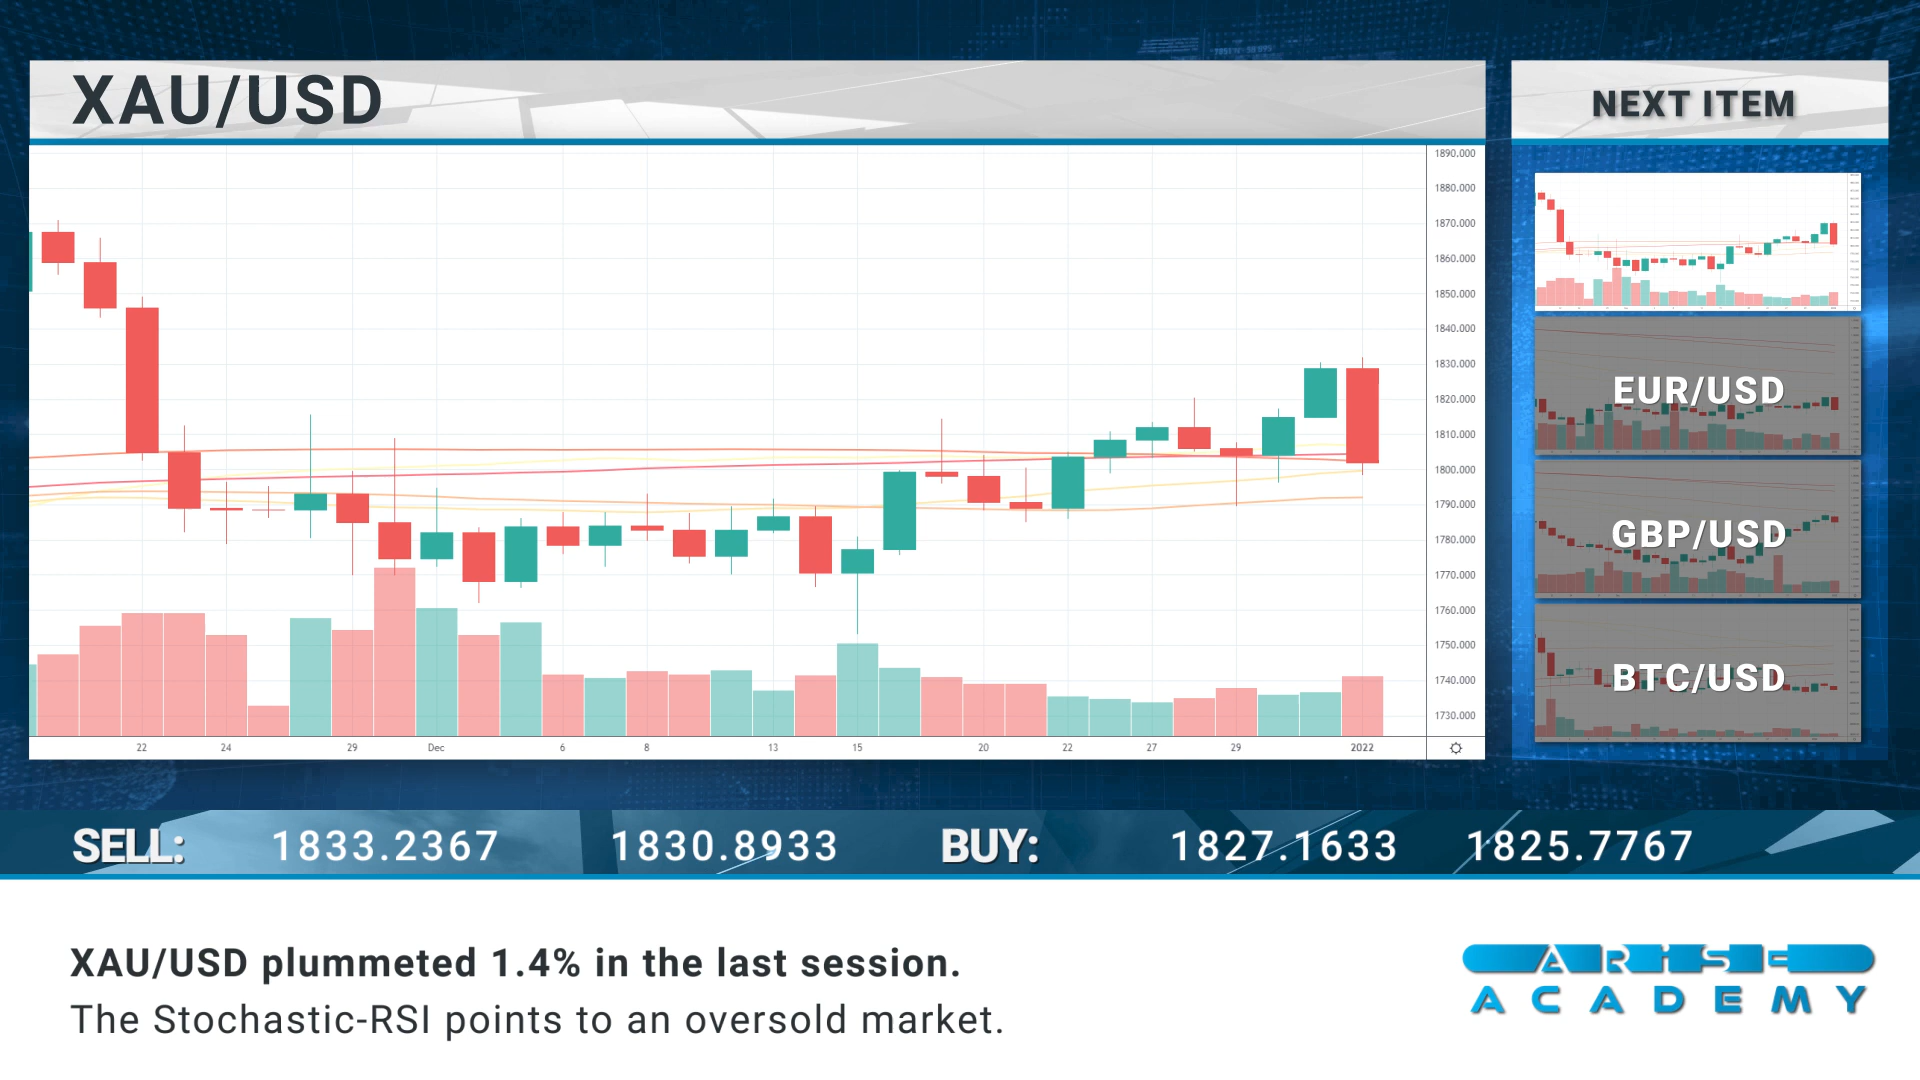 XAU/USD
NEXT ITEM
1890.000
1880.000
1870.000
1860.000
1850.000
1840.000
1830.000
1820.000
1810.000
1800.000
1790.000
1780.000
1770.000
1760.000
1750.000
1740.000
1730.000
22 24 29 Dec 6 8 13 15 20 22 27 29 2022
EUR/USD
GBP/USD
BTC/USD
SELL: 1833.2367 1830.8933 BUY: 1827.1633 1825.7767
XAU/USD plummeted 1.4% in the last session.
The Stochastic-RSI points to an oversold market.
ARISE
ACADEMY